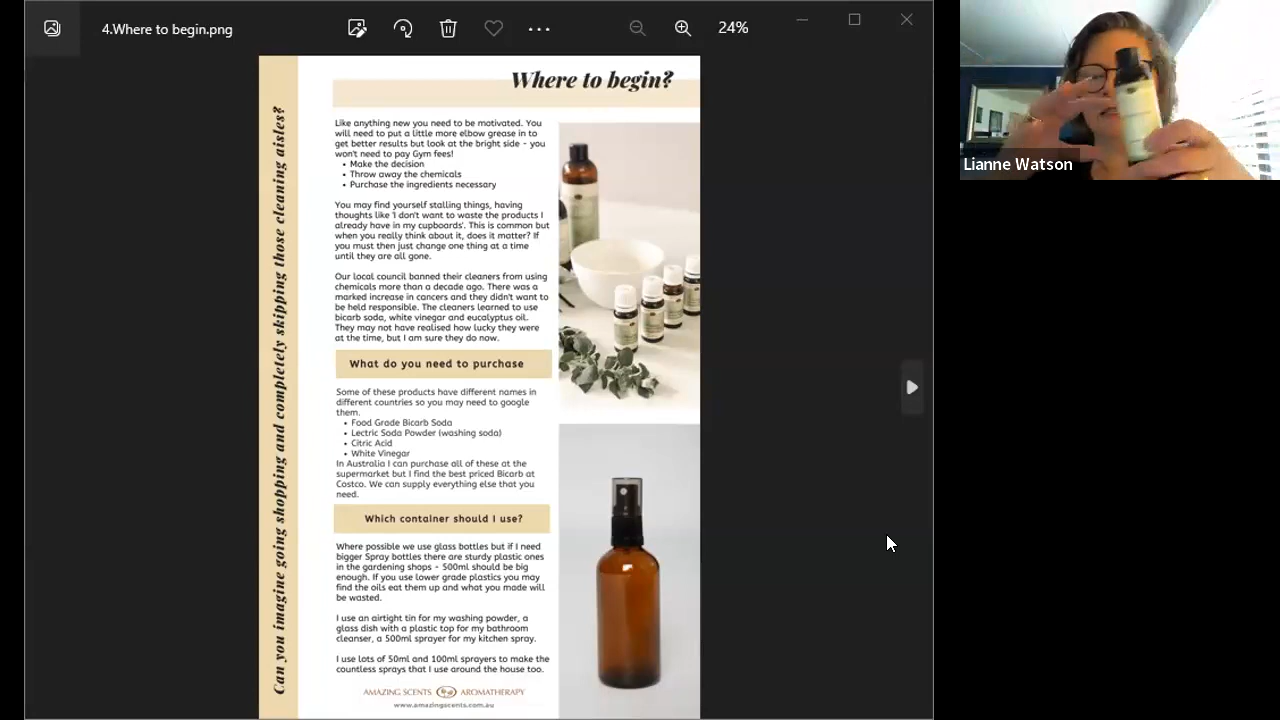 4.Where to begin.png
24%
Lianne Watson
Where to begin?
Can you imagine going shopping and completely skipping those cleaning aisles?
Like anything new you need to be motivated. You
will need to put a little more elbow grease in to
get better results but look at the bright side - you
won't need to pay Gym fees!
• Make the decision
• Throw away the chemicals
• Purchase the ingredients necessary
You may find yourself stalling things, having
thoughts like 'I don't want to waste the products I
already have in my cupboards'. This is common but
when you really think about it, does it matter? If
you must then just change one thing at a time
until they are all gone.
Our local council banned their cleaners from using
chemicals more than a decade ago. There was a
marked increase in cancers and they didn't want to
be held responsible. The cleaners learned to use
bicarb soda, white vinegar and eucalyptus oil.
They may not have realised how lucky they were
at the time, but I am sure they do now.
What do you need to purchase
Some of these products have different names in
different countries so you may need to google
them.
• Food Grade Bicarb Soda
• Lectric Soda Powder (washing soda)
• Citric Acid
• White Vinegar
In Australia I can purchase all of these at the
supermarket but I find the best priced Bicarb at
Costco. We can supply everything else that you
need.
Which container should I use?
Where possible we use glass bottles but if I need
bigger Spray bottles there are sturdy plastic ones
in the gardening shops - 500ml should be big
enough. If you use lower grade plastics you may
find the oils eat them up and what you made will
be wasted.
I use an airtight tin for my washing powder, a
glass dish with a plastic top for my bathroom
cleanser, a 500ml sprayer for my kitchen spray.
I use lots of 50ml and 100ml sprayers to make the
countless sprays that I use around the house too.
AMAZING SCENTS AROMATHERAPY
www.amazingscents.com.au